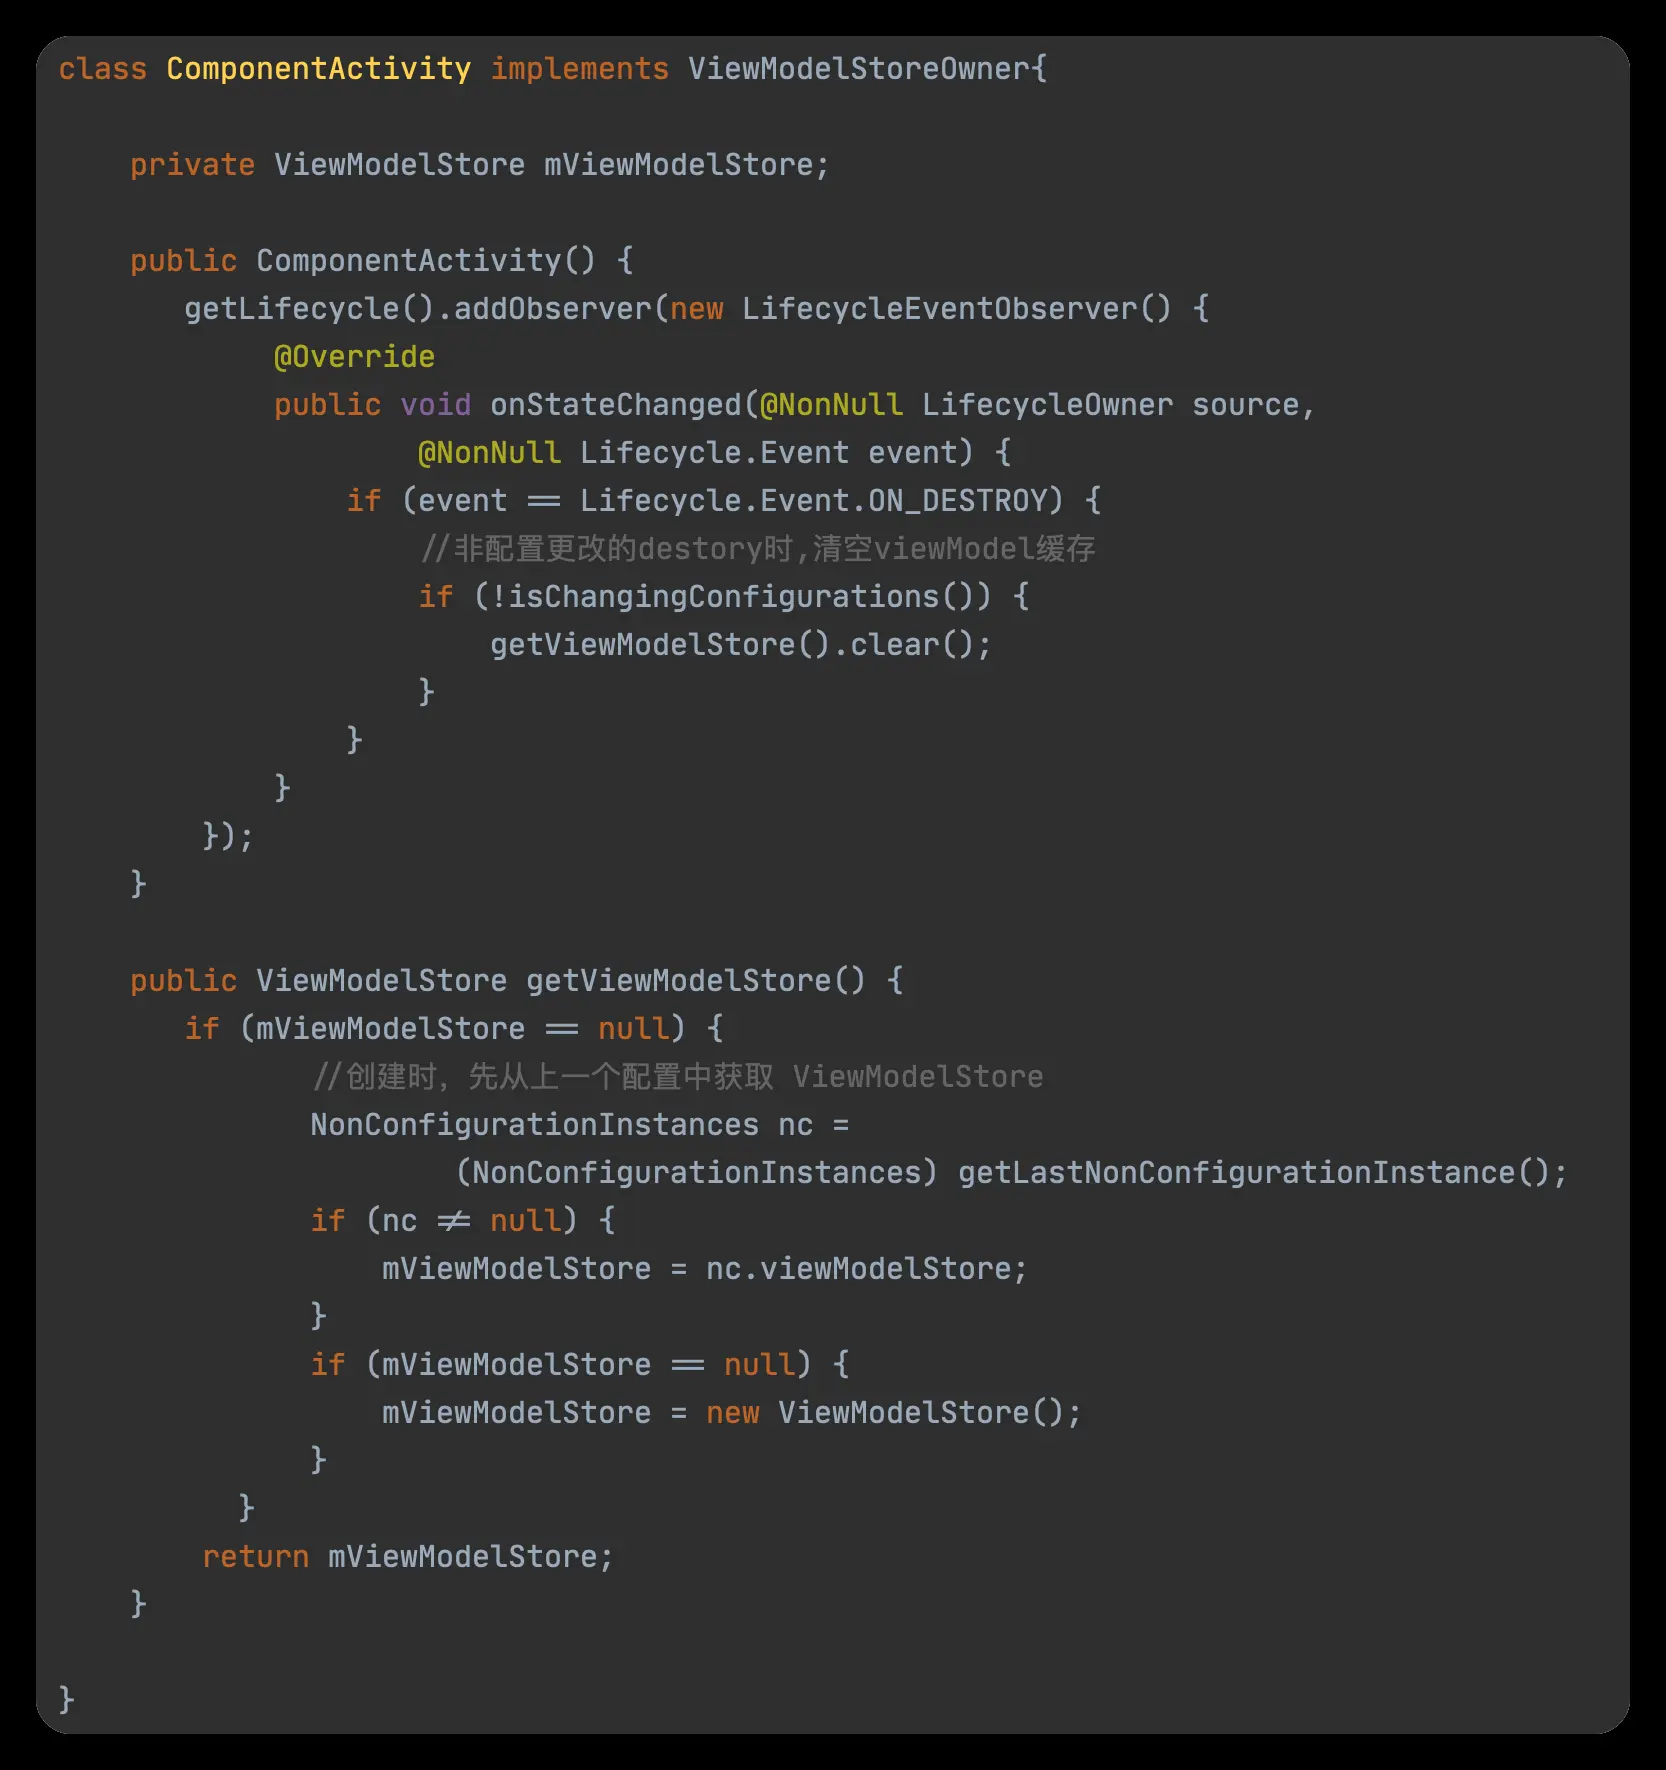 class ComponentActivity implements ViewModelStoreOwner{
private ViewModelStore mViewModelStore;
public ComponentActivity() {
getLifecycle().addObserver(new LifecycleEventObserver() {
@Override
public void onStateChanged(@NonNull LifecycleOwner source,
@NonNull Lifecycle.Event event) {
if (event == Lifecycle.Event.ON_DESTROY) {
//非配置更改的destory时,清空viewModel缓存
if (!isChangingConfigurations()) {
getViewModelStore().clear();
}
}
}
});
}
public ViewModelStore getViewModelStore() {
if (mViewModelStore == null) {
//创建时，先从上一个配置中获取 ViewModelStore
NonConfigurationInstances nc =
(NonConfigurationInstances) getLastNonConfigurationInstance();
if (nc != null) {
mViewModelStore = nc.viewModelStore;
}
if (mViewModelStore == null) {
mViewModelStore = new ViewModelStore();
}
}
return mViewModelStore;
}
}